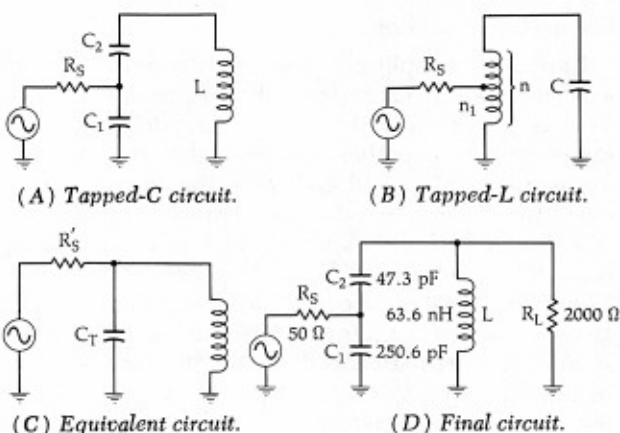 C2
RS
L
C1
(A) Tapped-C circuit.
RS
n
n1
C
(B) Tapped-L circuit.
R'S
CT
(C) Equivalent circuit.
C2 47.3 pF
RS
50 Ω
63.6 nH L
RL 2000 Ω
C1 250.6 pF
(D) Final circuit.